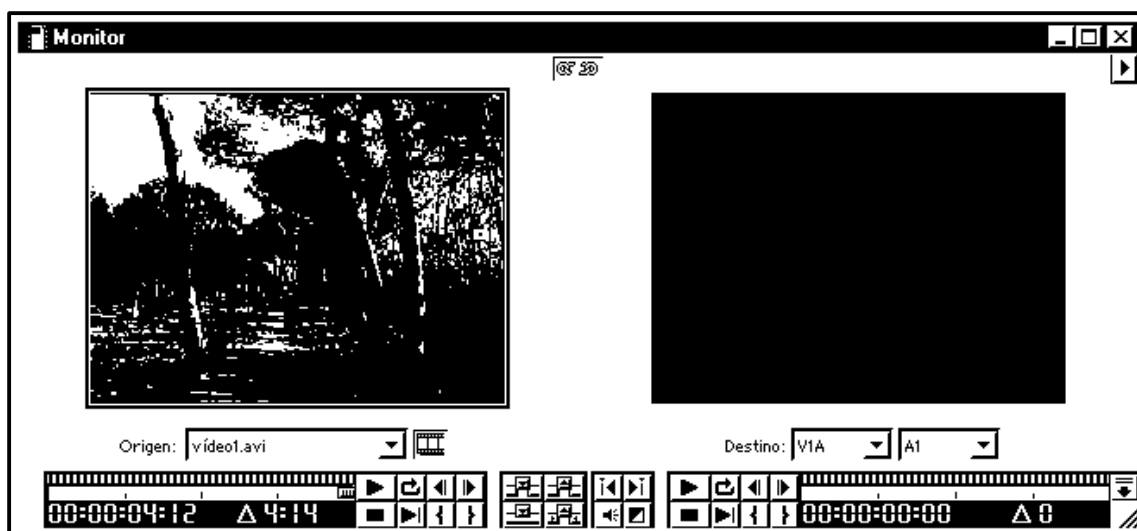 Monitor
Origen: vídeo1.avi
Destino: V1A A1
00:00:04:12 Δ 4:14
00:00:00:00 Δ 0